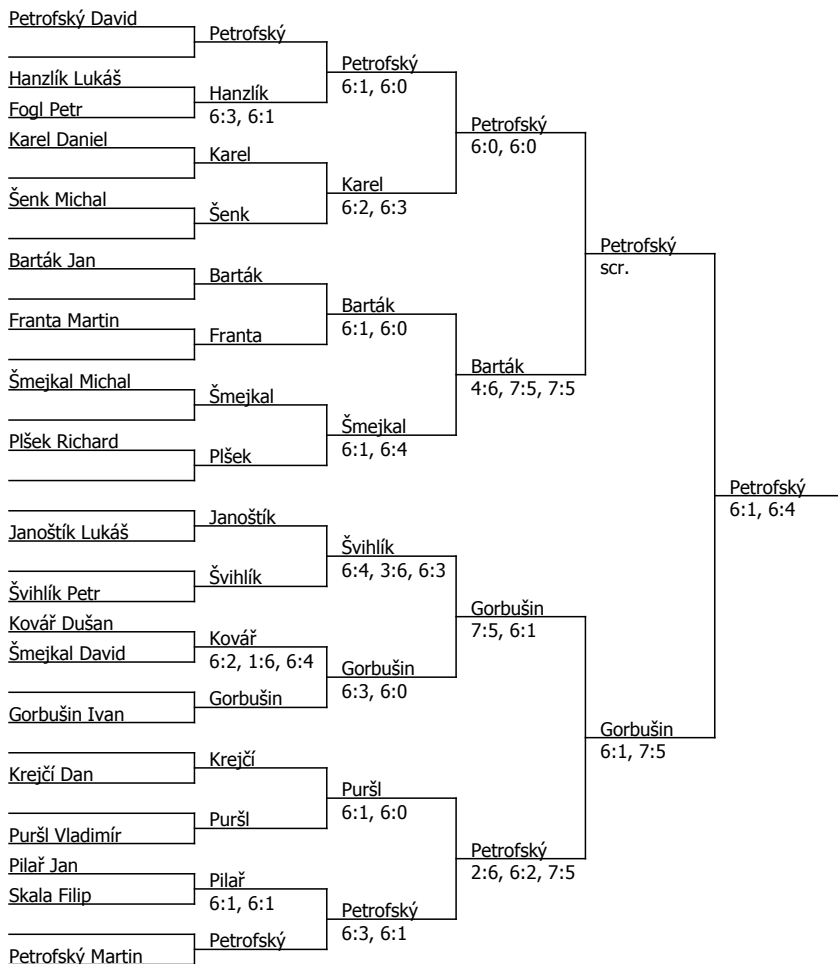 Petrofský David
Hanzlík Lukáš
Fogl Petr
Karel Daniel
Šenk Michal
Barták Jan
Franta Martin
Šmejkal Michal
Plšek Richard
Janoštík Lukáš
Švihlík Petr
Kovář Dušan
Šmejkal David
Gorbušin Ivan
Krejčí Dan
Puršl Vladimír
Pilař Jan
Skala Filip
Petrofský Martin
Petrofský
Hanzlík
6:3, 6:1
Karel
Šenk
Barták
Franta
Šmejkal
Plšek
Janoštík
Švihlík
Kovář
6:2, 1:6, 6:4
Gorbušin
Krejčí
Puršl
Pilař
6:1, 6:1
Petrofský
Petrofský
6:1, 6:0
Karel
6:2, 6:3
Barták
6:1, 6:0
Šmejkal
6:1, 6:4
Švihlík
6:4, 3:6, 6:3
Gorbušin
6:3, 6:0
Puršl
6:1, 6:0
Petrofský
6:3, 6:1
Petrofský
6:0, 6:0
Barták
4:6, 7:5, 7:5
Gorbušin
7:5, 6:1
Petrofský
2:6, 6:2, 7:5
Petrofský
scr.
Gorbušin
6:1, 7:5
Petrofský
6:1, 6:4